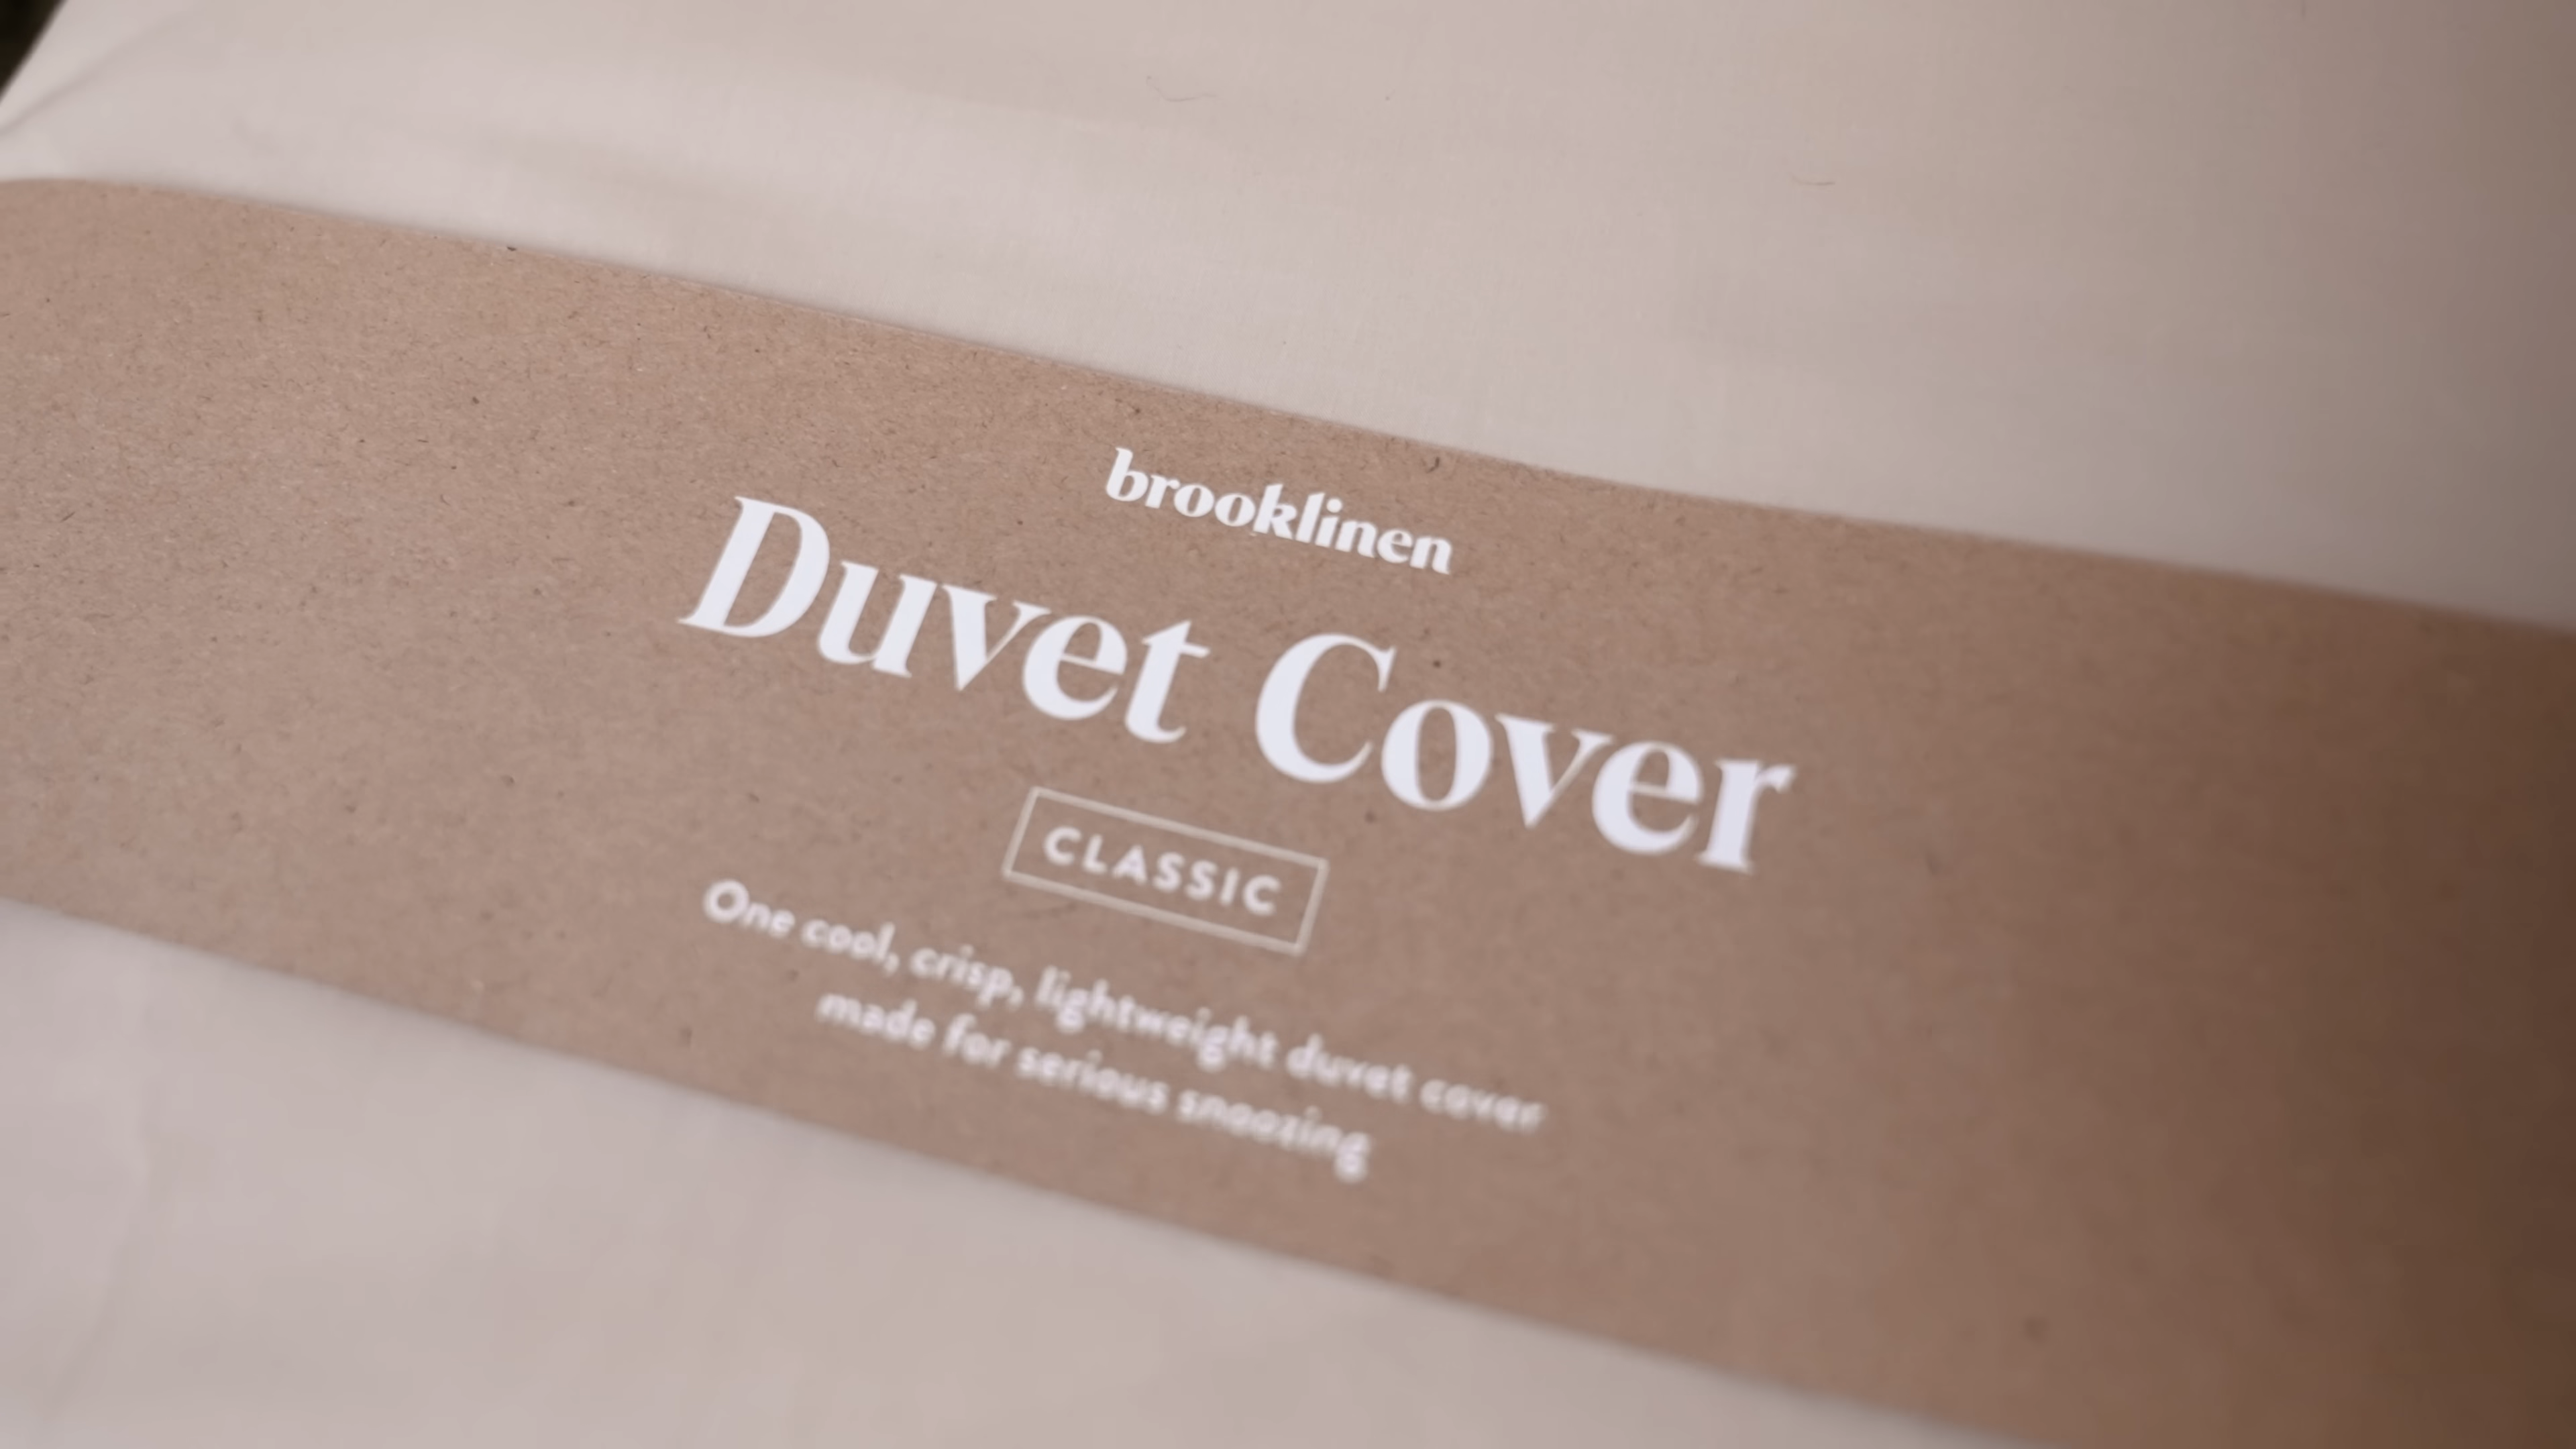 brooklinen
Duvet Cover
CLASSIC
One cool, crisp, lightweight duvet cover
made for serious snoozing